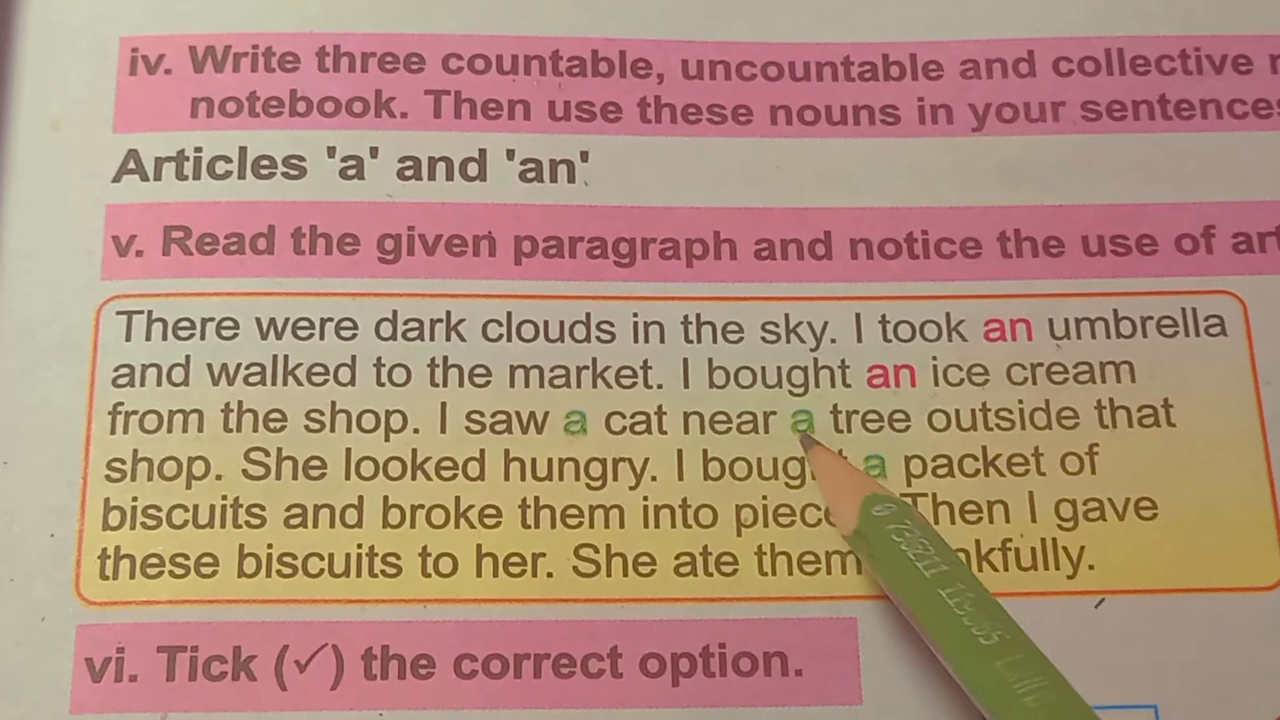 iv. Write three countable, uncountable and collective
notebook. Then use these nouns in your sentences
Articles 'a' and 'an'
v. Read the given paragraph and notice the use of
There were dark clouds in the sky. I took an umbrella
and walked to the market. I bought an ice cream
from the shop. I saw a cat near a tree outside that
shop. She looked hungry. I a packet of
biscuits and broke them into Then I gave
these biscuits to her. She ate them
vi. Tick (✓) the correct option.